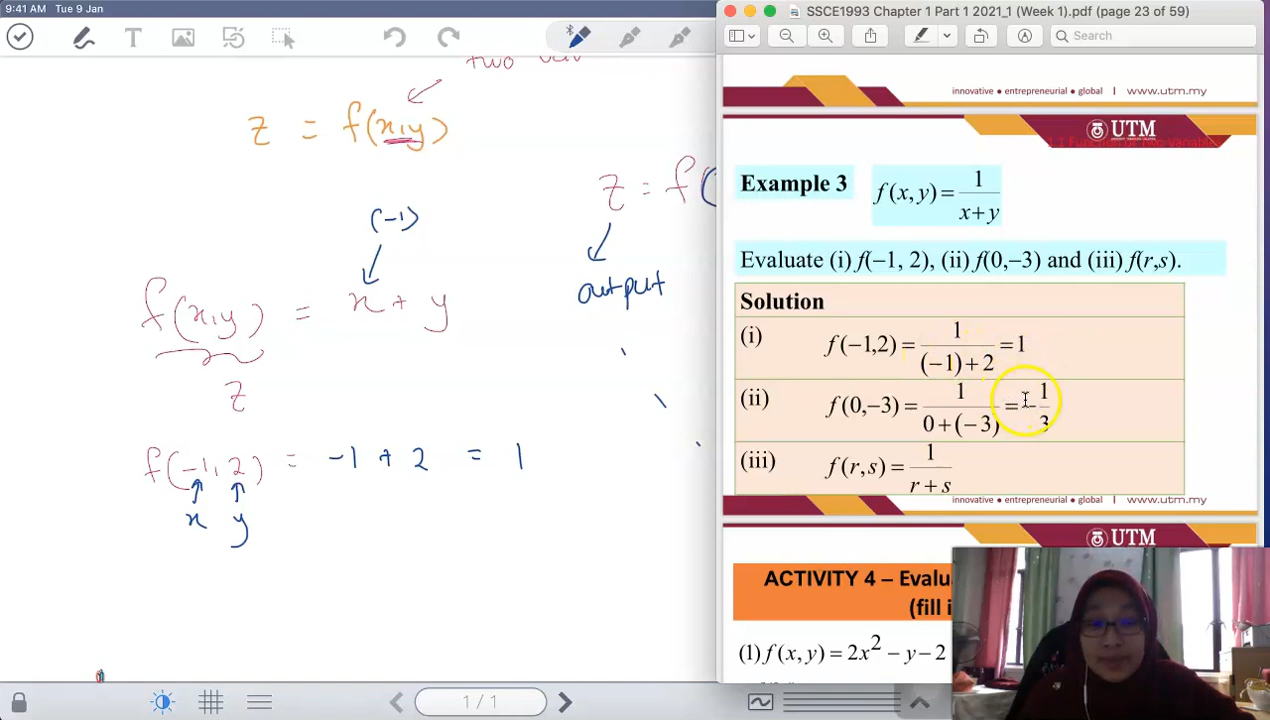 9:41 AM Tue 9 Jan
SSCE1993 Chapter 1 Part 1 2021_1 (Week 1).pdf (page 23 of 59)
Search
innovative ● entrepreneurial ● global | www.utm.my
UTM
Example 3 f(x,y) = 1/(x+y)
Evaluate (i) f(−1, 2), (ii) f(0,−3) and (iii) f(r,s).
Solution
(i) f(−1,2) = 1/((−1)+2) = 1
(ii) f(0,−3) = 1/(0+(−3)) = −1/3
(iii) f(r,s) = 1/(r+s)
innovative ● entrepreneurial ● global | www.utm.my
UTM
ACTIVITY 4 – Evalu
(fill i
(1) f(x,y) = 2x² − y − 2
two
z = f(x,y)
z = f(
(-1)
output
f(x,y) = x + y
z
f(-1,2) = -1 + 2 = 1
x y
1 / 1